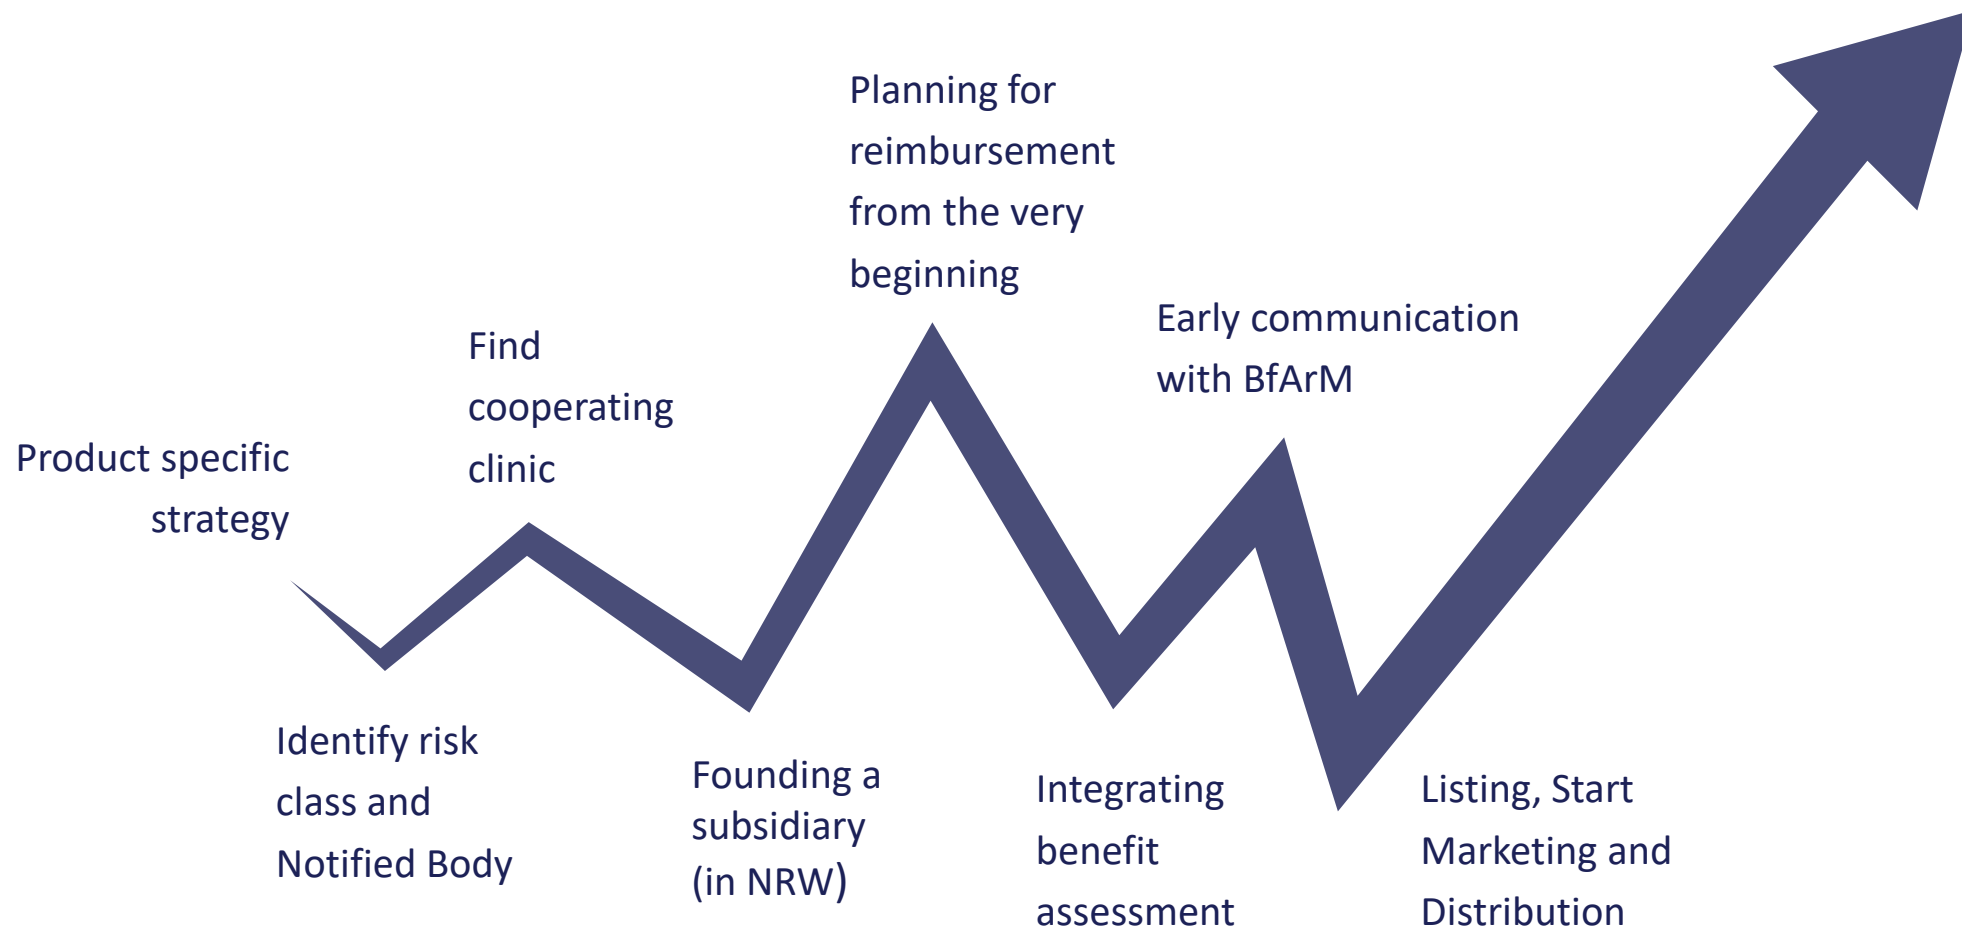 Product specific
strategy
Identify risk
class and
Notified Body
Find
cooperating
clinic
Founding a
subsidiary
(in NRW)
Planning for
reimbursement
from the very
beginning
Integrating
benefit
assessment
Early communication
with BfArM
Listing, Start
Marketing and
Distribution